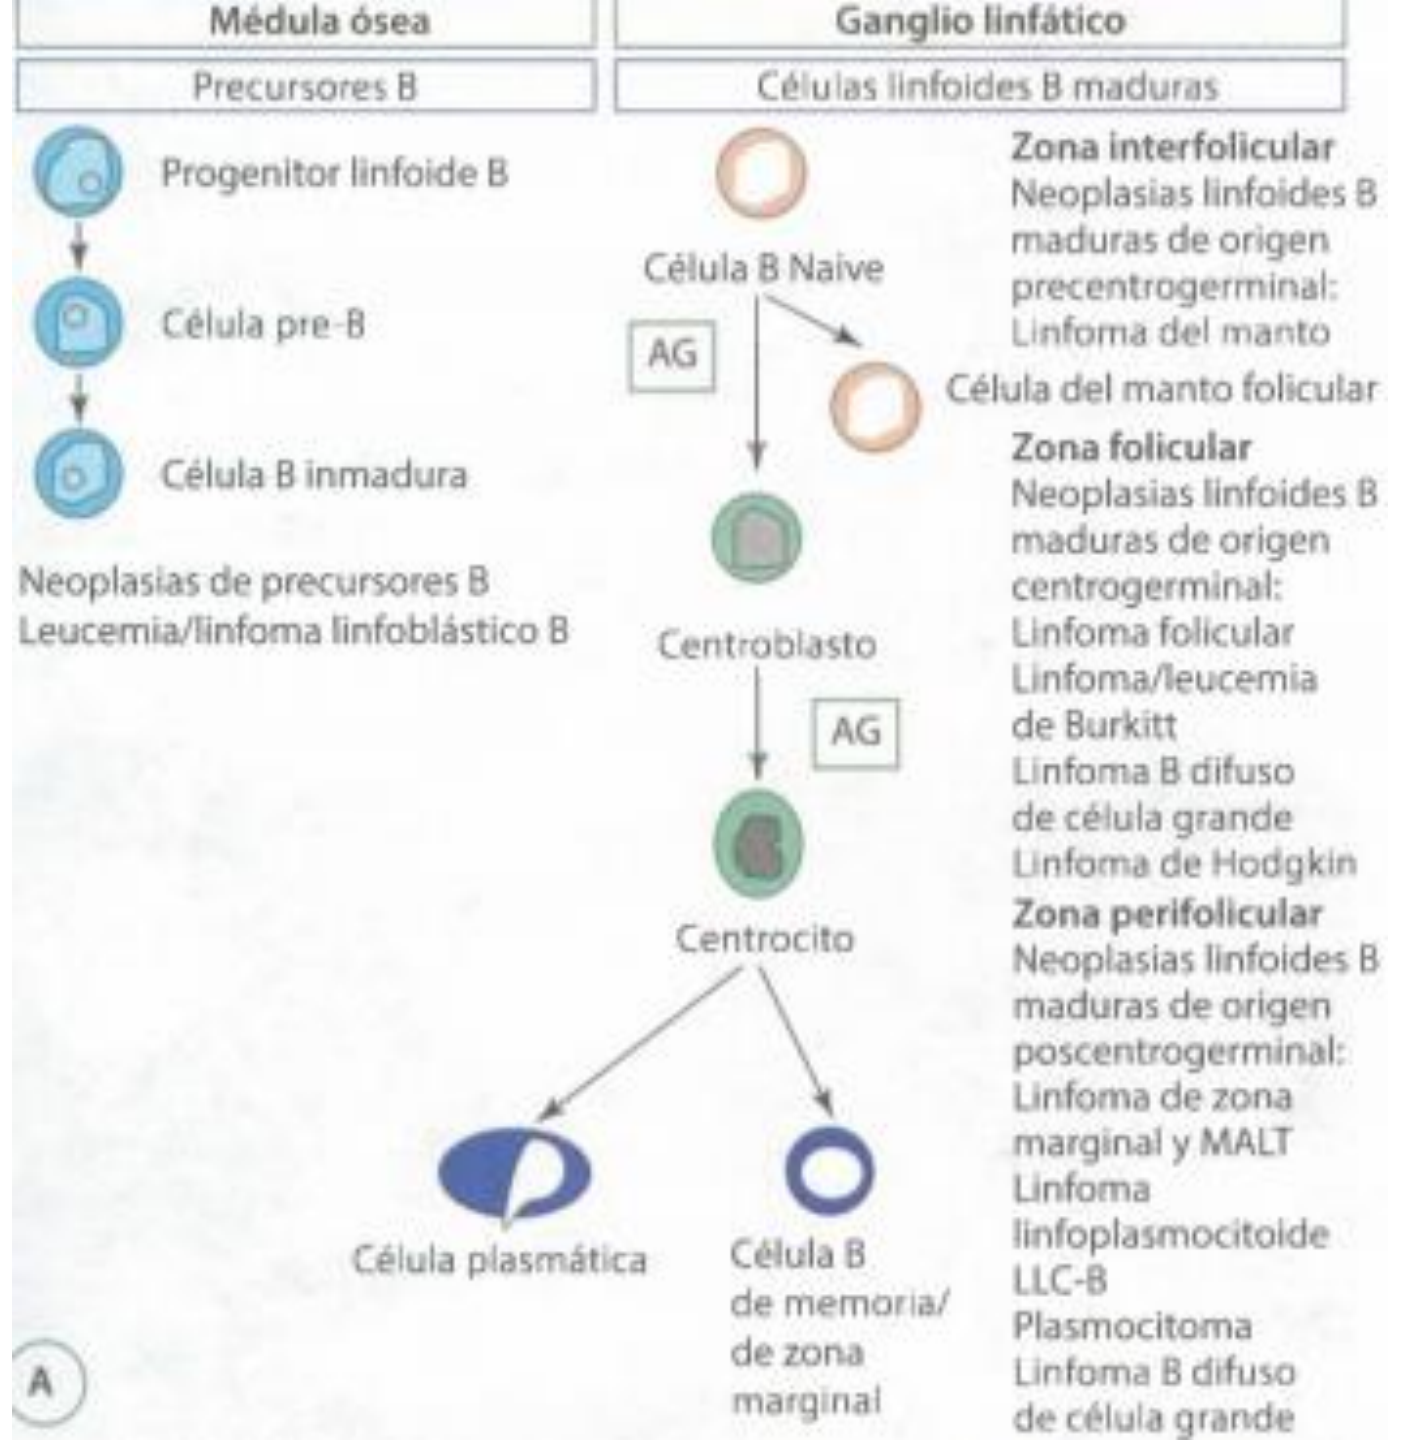 Médula ósea
Precursores B
Progenitor linfoide B
Célula pre-B
Célula B inmadura
Neoplasias de precursores B
Leucemia/linfoma linfoblástico B
Ganglio linfático
Células linfoides B maduras
Célula B Naive
AG
Célula del manto folicular
Centroblasto
AG
Centrocito
Célula plasmática
Célula B
de memoria/
de zona
marginal
Zona interfolicular
Neoplasias linfoides B
maduras de origen
precentrogerminal:
Linfoma del manto
Zona folicular
Neoplasias linfoides B
maduras de origen
centrogerminal:
Linfoma folicular
Linfoma/leucemia
de Burkitt
Linfoma B difuso
de célula grande
Linfoma de Hodgkin
Zona perifolicular
Neoplasias linfoides B
maduras de origen
poscentrogerminal:
Linfoma de zona
marginal y MALT
Linfoma
linfoplasmocitoide
LLC-B
Plasmocitoma
Linfoma B difuso
de célula grande
A